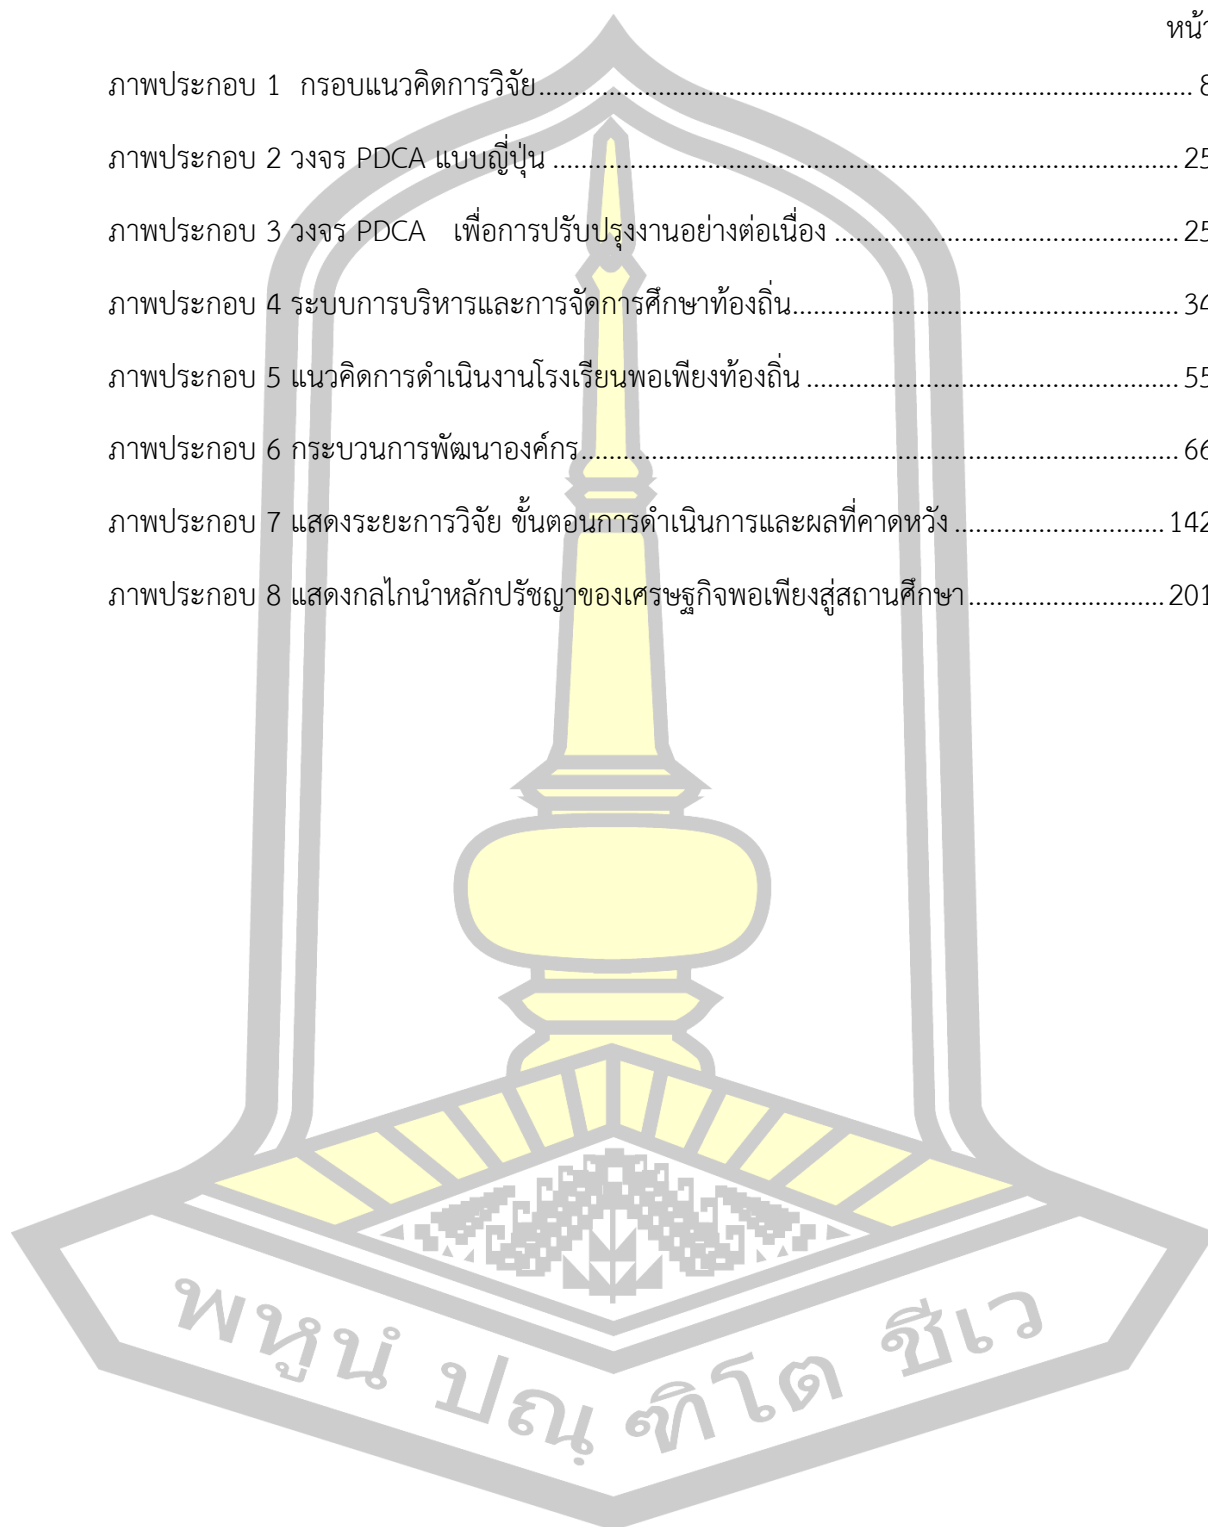 หน้า
ภาพประกอบ 1 กรอบแนวคิดการวิจัย.......................................................................................... 8
ภาพประกอบ 2 วงจร PDCA แบบญี่ปุ่น ...................................................................................... 25
ภาพประกอบ 3 วงจร PDCA เพื่อการปรับปรุงงานอย่างต่อเนื่อง ............................................... 25
ภาพประกอบ 4 ระบบการบริหารและการจัดการศึกษาท้องถิ่น..................................................... 34
ภาพประกอบ 5 แนวคิดการดำเนินงานโรงเรียนพอเพียงท้องถิ่น ................................................... 55
ภาพประกอบ 6 กระบวนการพัฒนาองค์กร.................................................................................. 66
ภาพประกอบ 7 แสดงระยะการวิจัย ขั้นตอนการดำเนินการและผลที่คาดหวัง ............................. 142
ภาพประกอบ 8 แสดงกลไกนำหลักปรัชญาของเศรษฐกิจพอเพียงสู่สถานศึกษา........................... 201
พหูนํ ปณฺฑิโต ชีเว